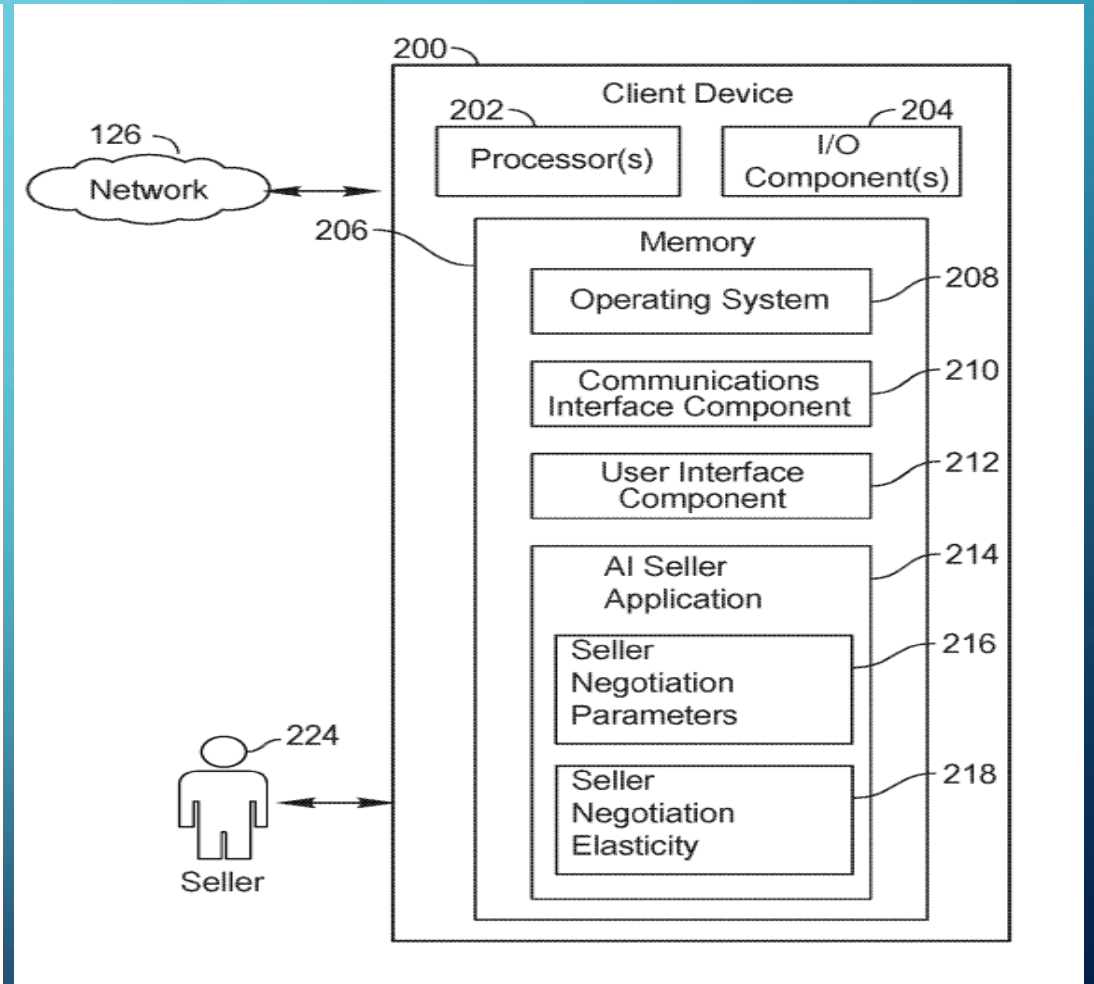 200
Client Device
202
204
126
Processor(s)
I/O
Component(s)
Network
206
Memory
208
Operating System
210
Communications
Interface Component
212
User Interface
Component
214
AI Seller
Application
216
Seller
Negotiation
Parameters
224
218
Seller
Negotiation
Elasticity
Seller